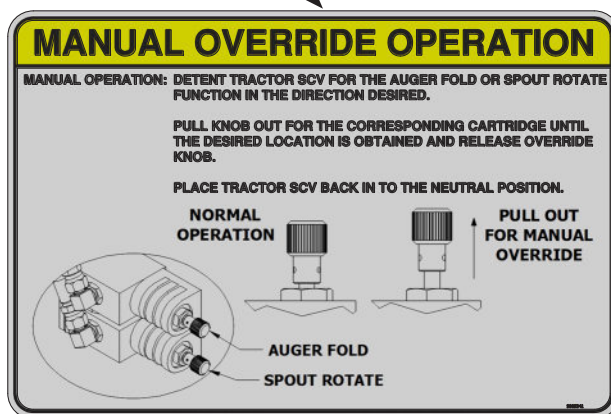 MANUAL OVERRIDE OPERATION
MANUAL OPERATION: DETENT TRACTOR SCV FOR THE AUGER FOLD OR SPOUT ROTATE
FUNCTION IN THE DIRECTION DESIRED.
PULL KNOB OUT FOR THE CORRESPONDING CARTRIDGE UNTIL
THE DESIRED LOCATION IS OBTAINED AND RELEASE OVERRIDE
KNOB.
PLACE TRACTOR SCV BACK IN TO THE NEUTRAL POSITION.
NORMAL
OPERATION
PULL OUT
FOR MANUAL
OVERRIDE
AUGER FOLD
SPOUT ROTATE